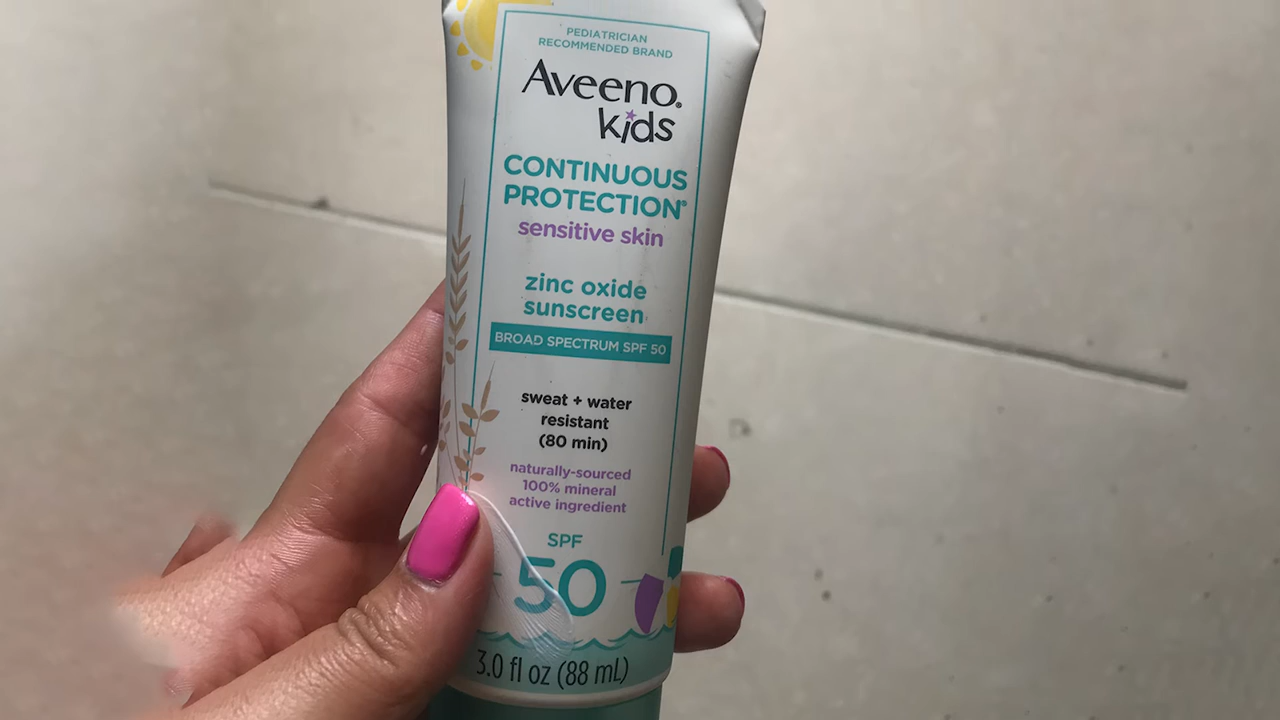 PEDIATRICIAN
RECOMMENDED BRAND
Aveeno®
kids
CONTINUOUS
PROTECTION®
sensitive skin
zinc oxide
sunscreen
BROAD SPECTRUM SPF 50
sweat + water
resistant
(80 min)
naturally-sourced
100% mineral
active ingredient
SPF
50
3.0 fl oz (88 mL)